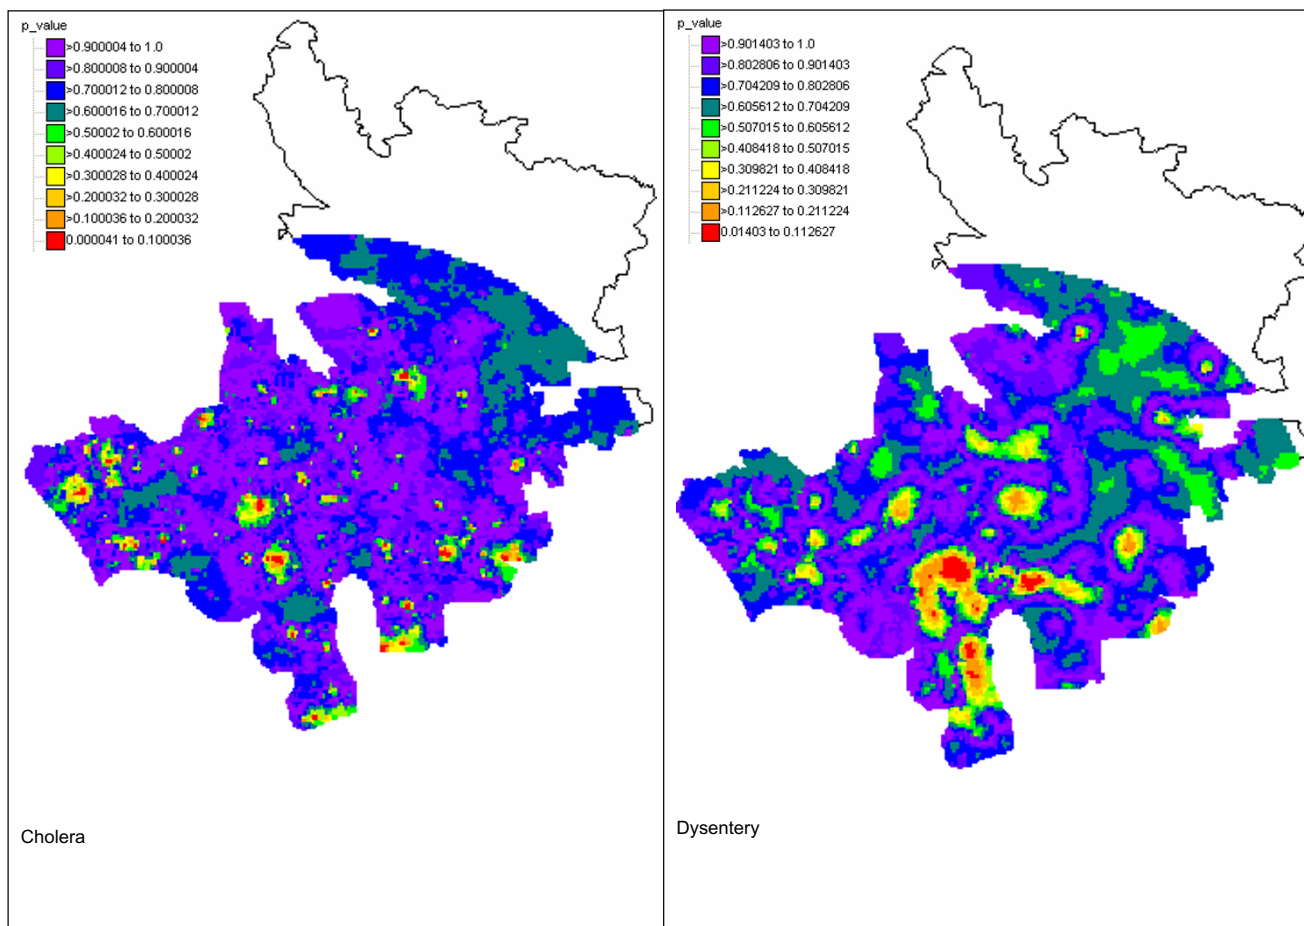 p_value
>0.900004 to 1.0
>0.800008 to 0.900004
>0.700012 to 0.800008
>0.600016 to 0.700012
>0.50002 to 0.600016
>0.400024 to 0.50002
>0.300028 to 0.400024
>0.200032 to 0.300028
>0.100036 to 0.200032
0.000041 to 0.100036
Cholera
p_value
>0.901403 to 1.0
>0.802806 to 0.901403
>0.704209 to 0.802806
>0.605612 to 0.704209
>0.507015 to 0.605612
>0.408418 to 0.507015
>0.309821 to 0.408418
>0.211224 to 0.309821
>0.112627 to 0.211224
0.01403 to 0.112627
Dysentery